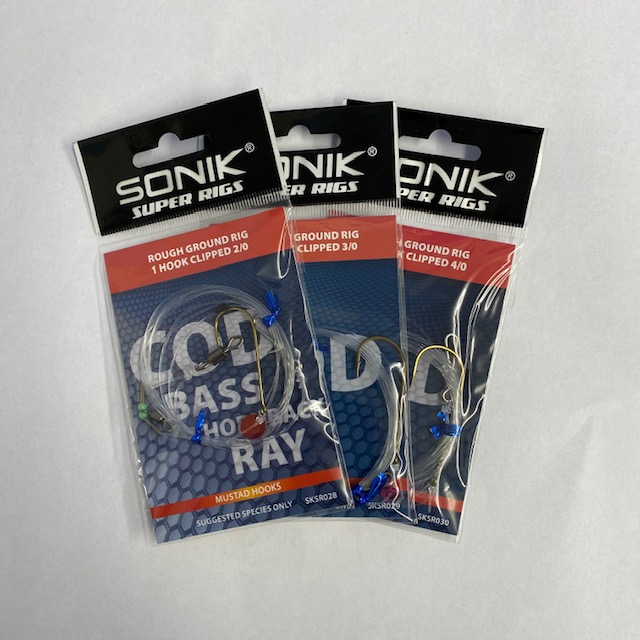 SONIK®
SUPER RIGS
ROUGH GROUND RIG
1 HOOK CLIPPED 2/0
COD
BASS
RAY
MUSTAD HOOKS
SUGGESTED SPECIES ONLY
SKSR028
ONIK®
PER RIGS
GROUND RIG
CLIPPED 3/0
D
SKSR029
ONIK®
PER RIGS
GROUND RIG
K CLIPPED 4/0
D
SKSR030